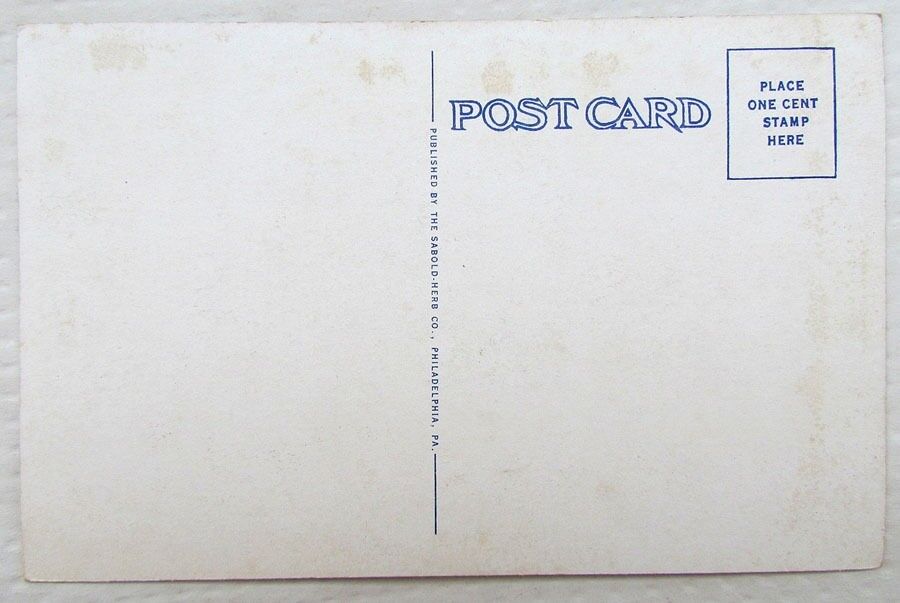 POST CARD
PLACE
ONE CENT
STAMP
HERE
PUBLISHED BY THE SABOLD-HERB CO., PHILADELPHIA, PA.